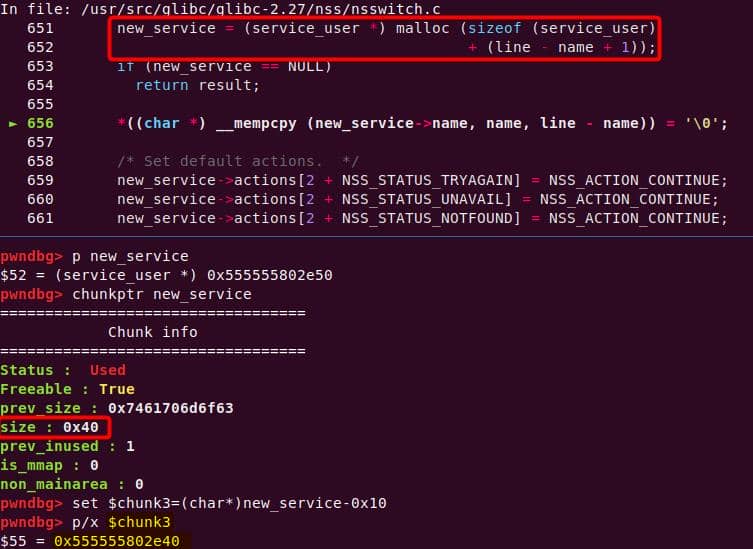 In file: /usr/src/glibc/glibc-2.27/nss/nsswitch.c
651 new_service = (service_user *) malloc (sizeof (service_user)
652 + (line - name + 1));
653 if (new_service == NULL)
654 return result;
655
► 656 *((char *) __mempcpy (new_service->name, name, line - name)) = '\0';
657
658 /* Set default actions. */
659 new_service->actions[2 + NSS_STATUS_TRYAGAIN] = NSS_ACTION_CONTINUE;
660 new_service->actions[2 + NSS_STATUS_UNAVAIL] = NSS_ACTION_CONTINUE;
661 new_service->actions[2 + NSS_STATUS_NOTFOUND] = NSS_ACTION_CONTINUE;
pwndbg> p new_service
$52 = (service_user *) 0x555555802e50
pwndbg> chunkptr new_service
==================================
Chunk info
==================================
Status : Used
Freeable : True
prev_size : 0x7461706d6f63
size : 0x40
prev_inused : 1
is_mmap : 0
non_mainarea : 0
pwndbg> set $chunk3=(char*)new_service-0x10
pwndbg> p/x $chunk3
$55 = 0x555555802e40